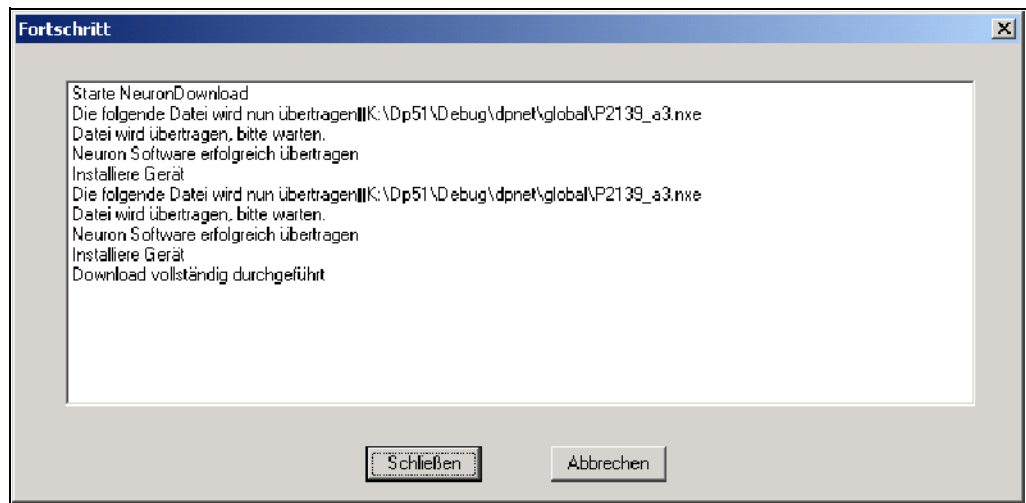 Fortschritt
Starte NeuronDownload
Die folgende Datei wird nun übertragen||K:\Dp51\Debug\dpnet\global\P2139_a3.nxe
Datei wird übertragen, bitte warten.
Neuron Software erfolgreich übertragen
Installiere Gerät
Die folgende Datei wird nun übertragen||K:\Dp51\Debug\dpnet\global\P2139_a3.nxe
Datei wird übertragen, bitte warten.
Neuron Software erfolgreich übertragen
Installiere Gerät
Download vollständig durchgeführt
Schließen Abbrechen